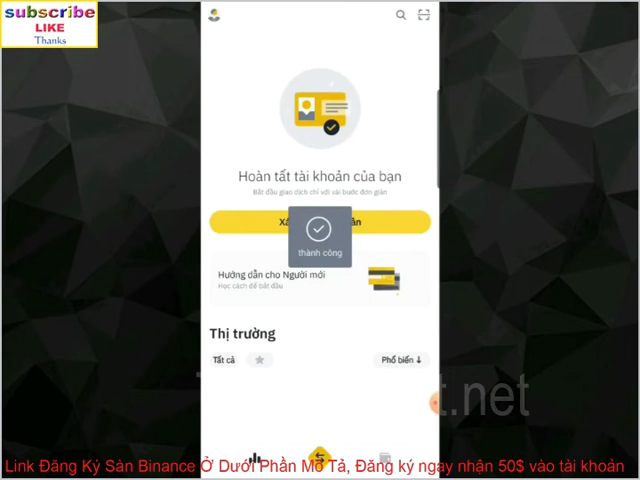 subscribe
LIKE
Thanks
Hoàn tất tài khoản của bạn
Bắt đầu giao dịch chỉ với vài bước đơn giản
thành công
Hướng dẫn cho Người mới
Học cách để bắt đầu
Thị trường
Tất cả
Phổ biến ↓
t.net
Link Đăng Ký Sàn Binance Ở Dưới Phần Mô Tả, Đăng ký ngay nhận 50$ vào tài khoản